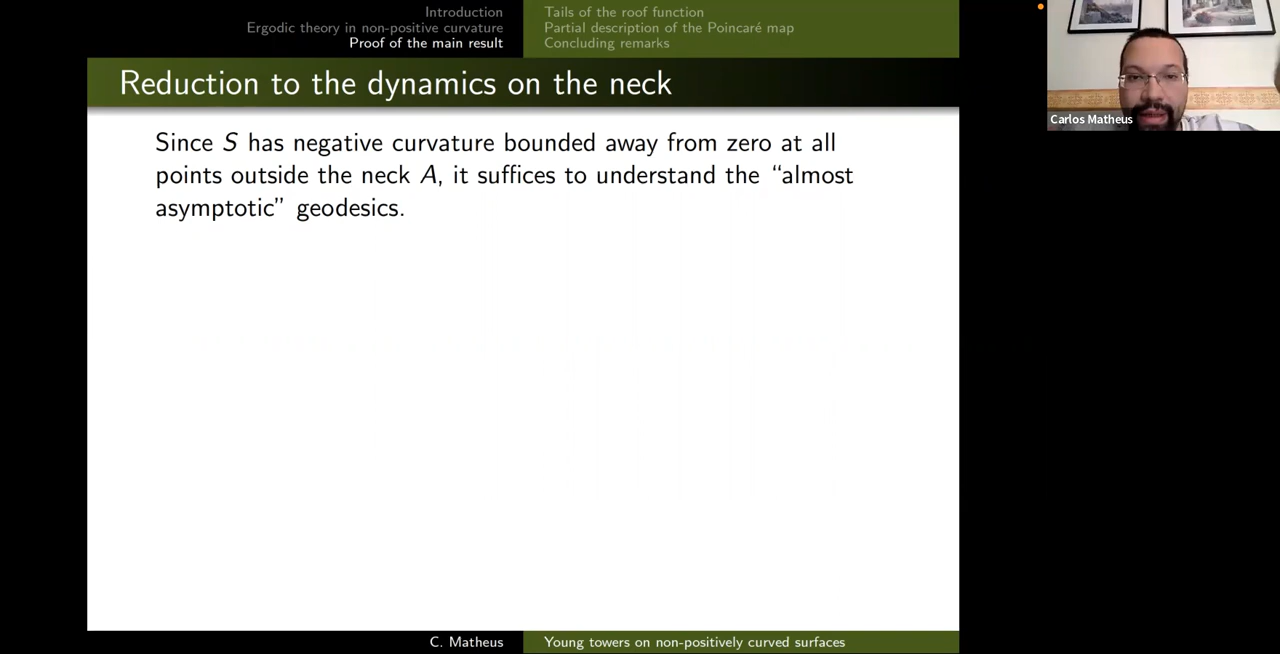 Introduction
Ergodic theory in non-positive curvature
Proof of the main result
Tails of the roof function
Partial description of the Poincaré map
Concluding remarks
Reduction to the dynamics on the neck
Since S has negative curvature bounded away from zero at all
points outside the neck A, it suffices to understand the “almost
asymptotic” geodesics.
Carlos Matheus
C. Matheus
Young towers on non-positively curved surfaces